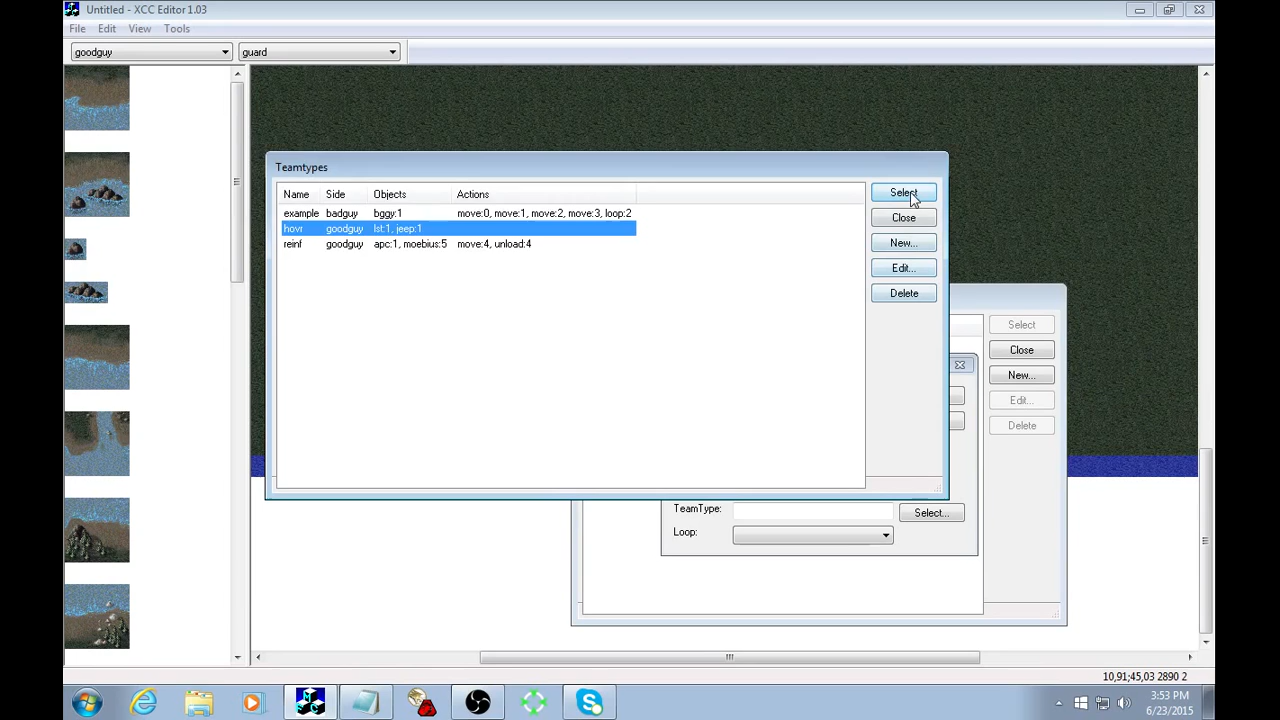 Untitled - XCC Editor 1.03
File Edit View Tools
goodguy guard
Teamtypes
Name Side Objects Actions
example badguy bggy:1 move:0, move:1, move:2, move:3, loop:2
hovr goodguy lst:1, jeep:1
reinf goodguy apc:1, moebius:5 move:4, unload:4
Select
Close
New...
Edit...
Delete
Select
Close
New...
Edit...
Delete
TeamType: Select...
Loop:
10,91;45,03 2890 2
3:53 PM
6/23/2015